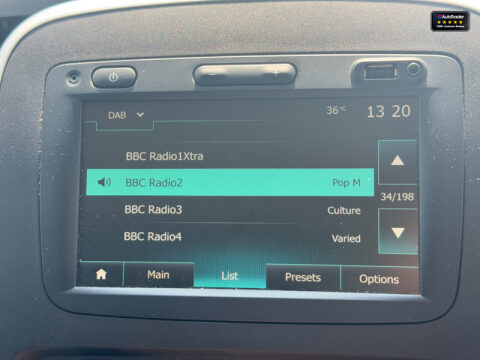 AutoTrader
DAB
36°C
13 20
BBC Radio1Xtra
BBC Radio2 Pop M
34/198
BBC Radio3 Culture
BBC Radio4 Varied
Main List Presets Options